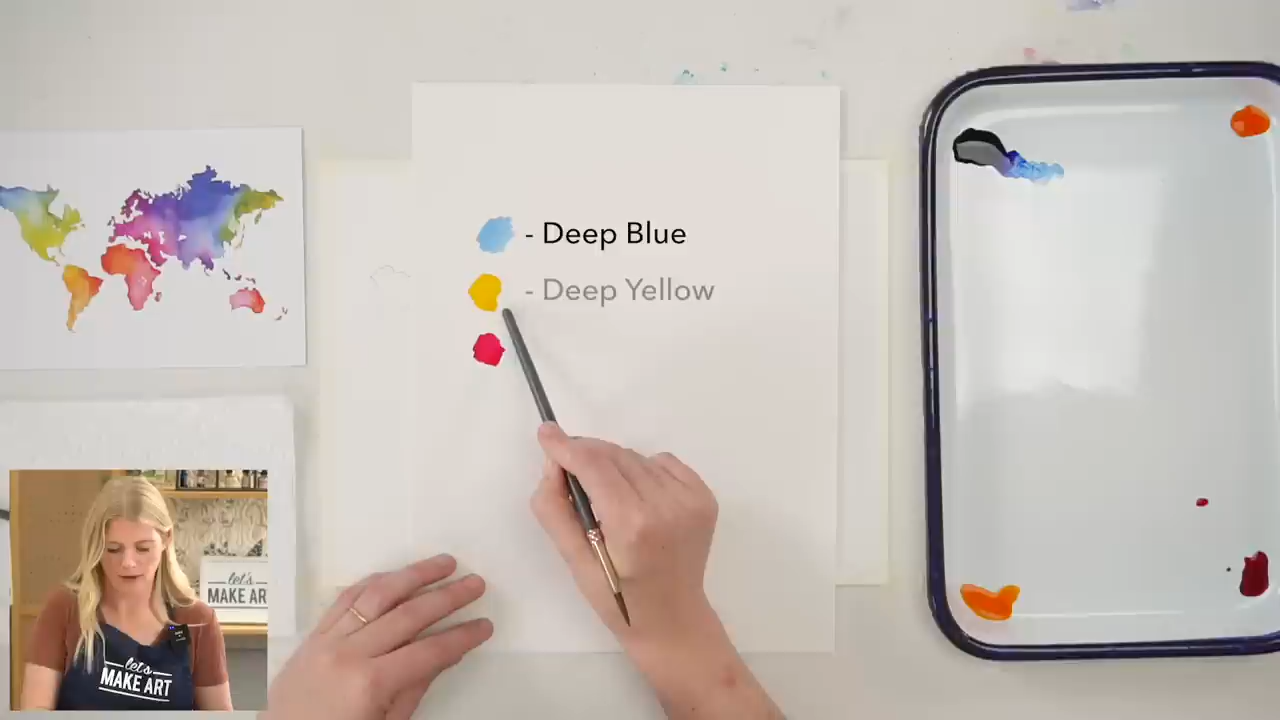 - Deep Blue
- Deep Yellow
let's
MAKE ART
let's
MAKE AR